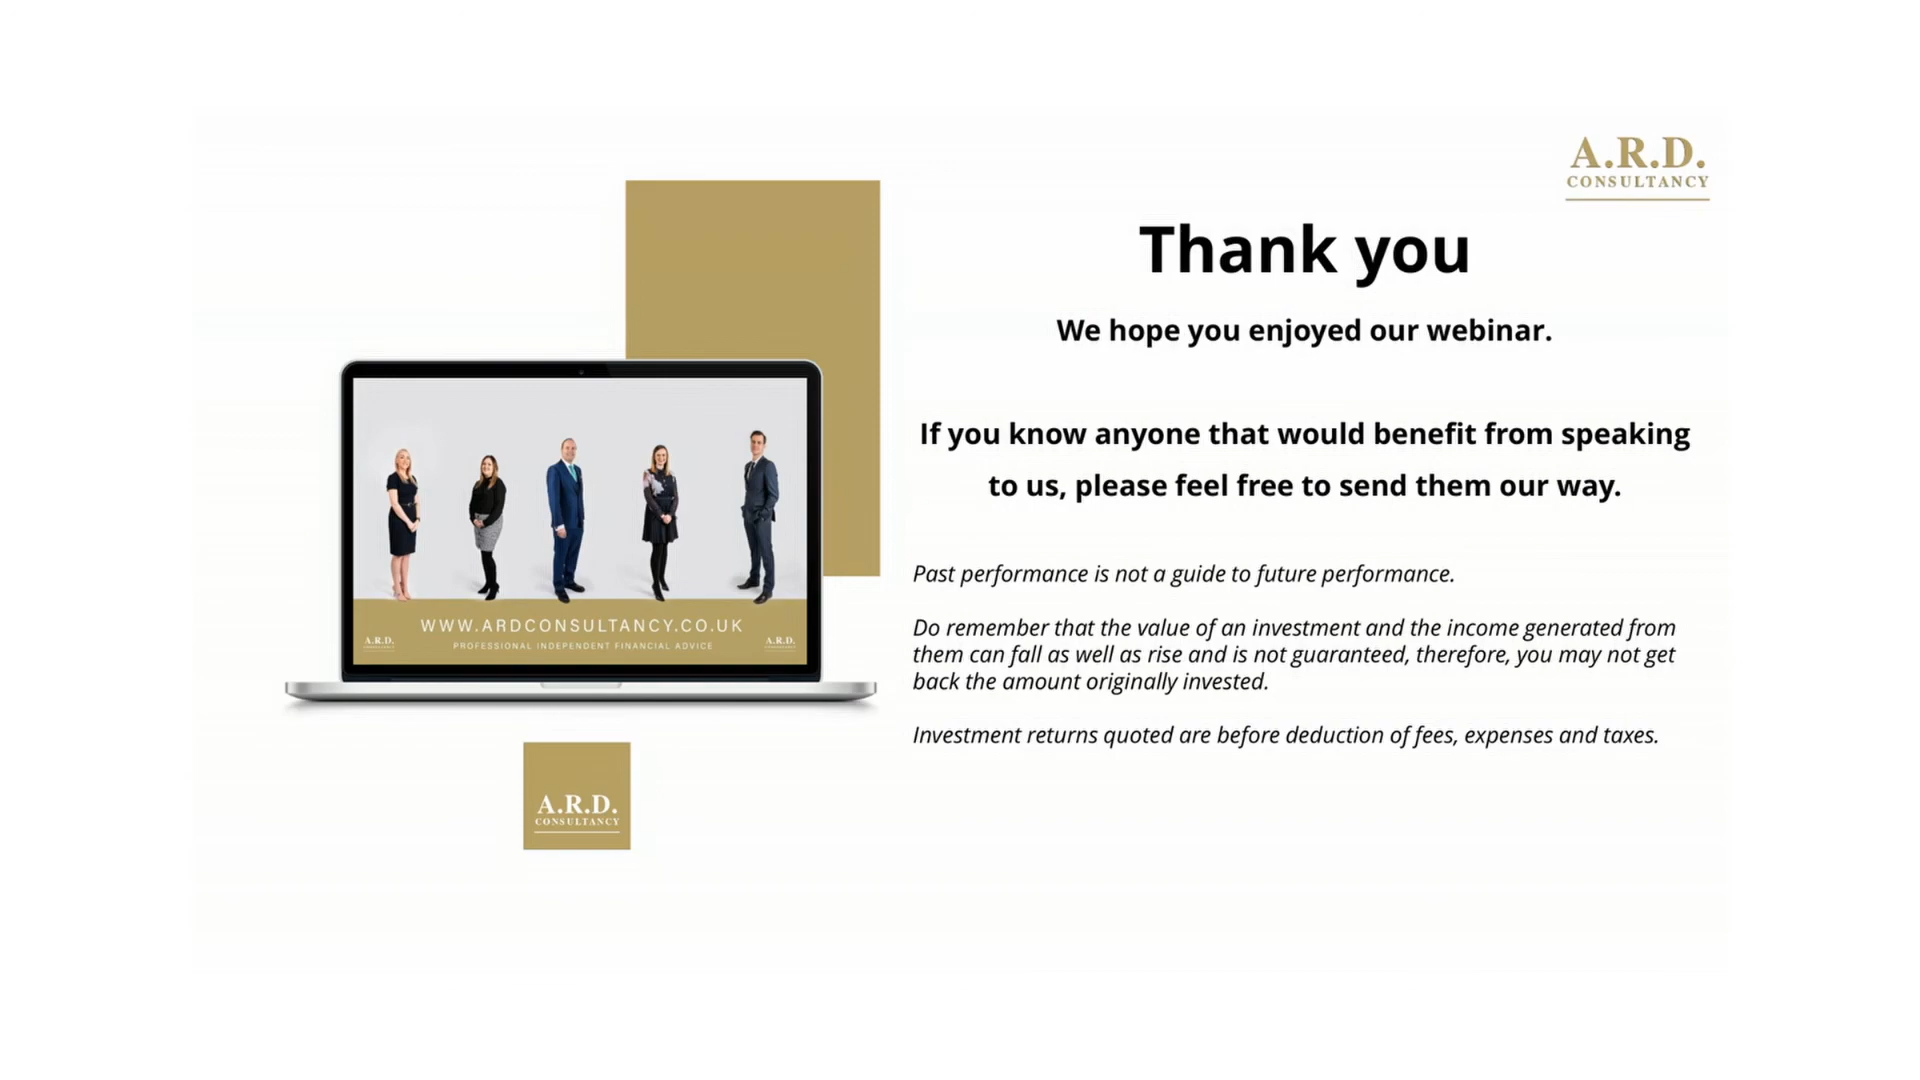 A.R.D.
CONSULTANCY
Thank you
We hope you enjoyed our webinar.
If you know anyone that would benefit from speaking
to us, please feel free to send them our way.
Past performance is not a guide to future performance.
Do remember that the value of an investment and the income generated from
them can fall as well as rise and is not guaranteed, therefore, you may not get
back the amount originally invested.
Investment returns quoted are before deduction of fees, expenses and taxes.
WWW.ARDCONSULTANCY.CO.UK
PROFESSIONAL INDEPENDENT FINANCIAL ADVICE
A.R.D.
CONSULTANCY
A.R.D.
CONSULTANCY
A.R.D.
CONSULTANCY